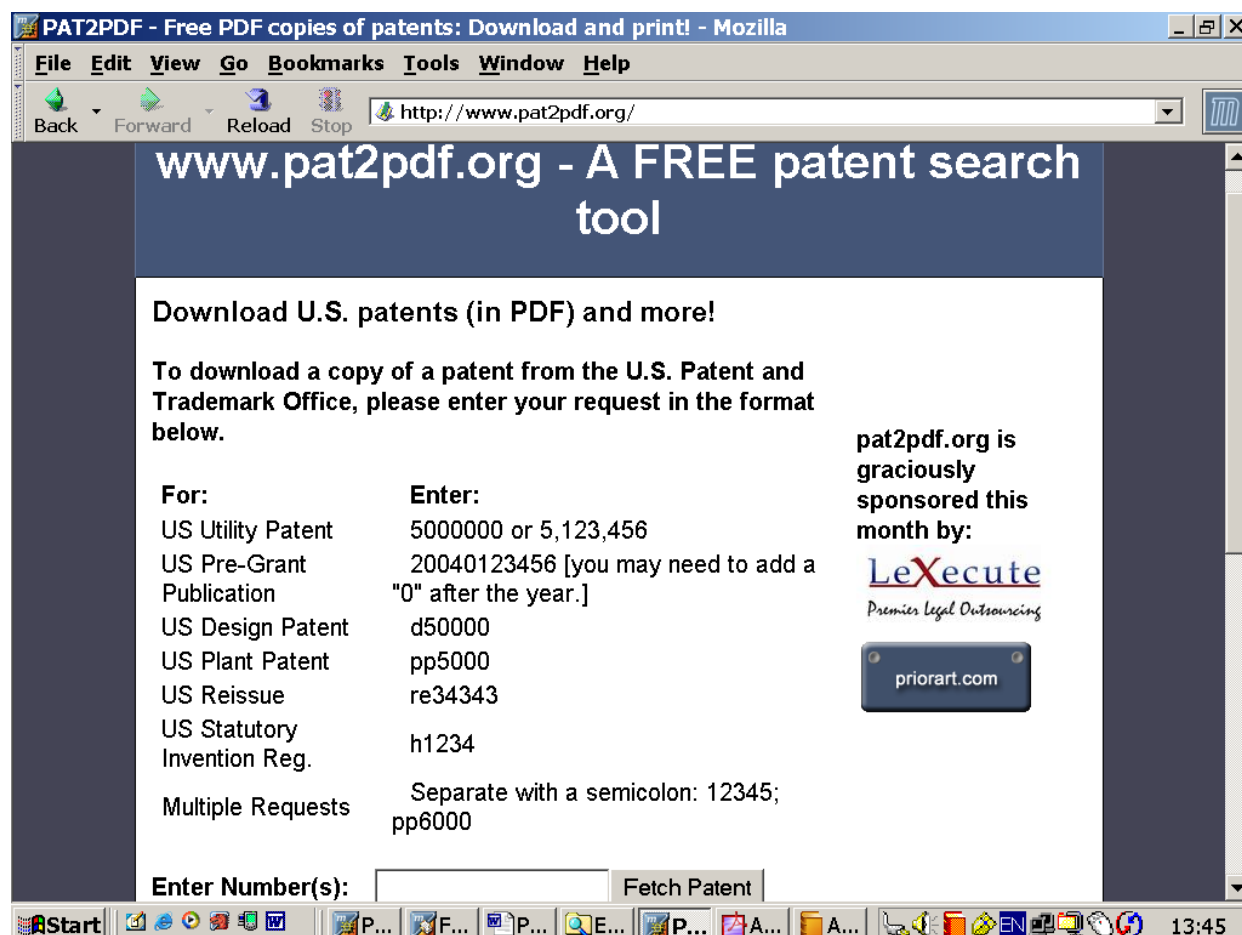 PAT2PDF - Free PDF copies of patents: Download and print! - Mozilla
File Edit View Go Bookmarks Tools Window Help
Back Forward Reload Stop http://www.pat2pdf.org/
www.pat2pdf.org - A FREE patent search
tool
Download U.S. patents (in PDF) and more!
To download a copy of a patent from the U.S. Patent and
Trademark Office, please enter your request in the format
below.
For: Enter:
US Utility Patent 5000000 or 5,123,456
US Pre-Grant
Publication
20040123456 [you may need to add a
"0" after the year.]
US Design Patent d50000
US Plant Patent pp5000
US Reissue re34343
US Statutory
Invention Reg.
h1234
Multiple Requests
Separate with a semicolon: 12345;
pp6000
Enter Number(s): Fetch Patent
pat2pdf.org is
graciously
sponsored this
month by:
LeXecute
Premier Legal Outsourcing
priorart.com
Start P... F... P... E... P... A... A... EN 13:45